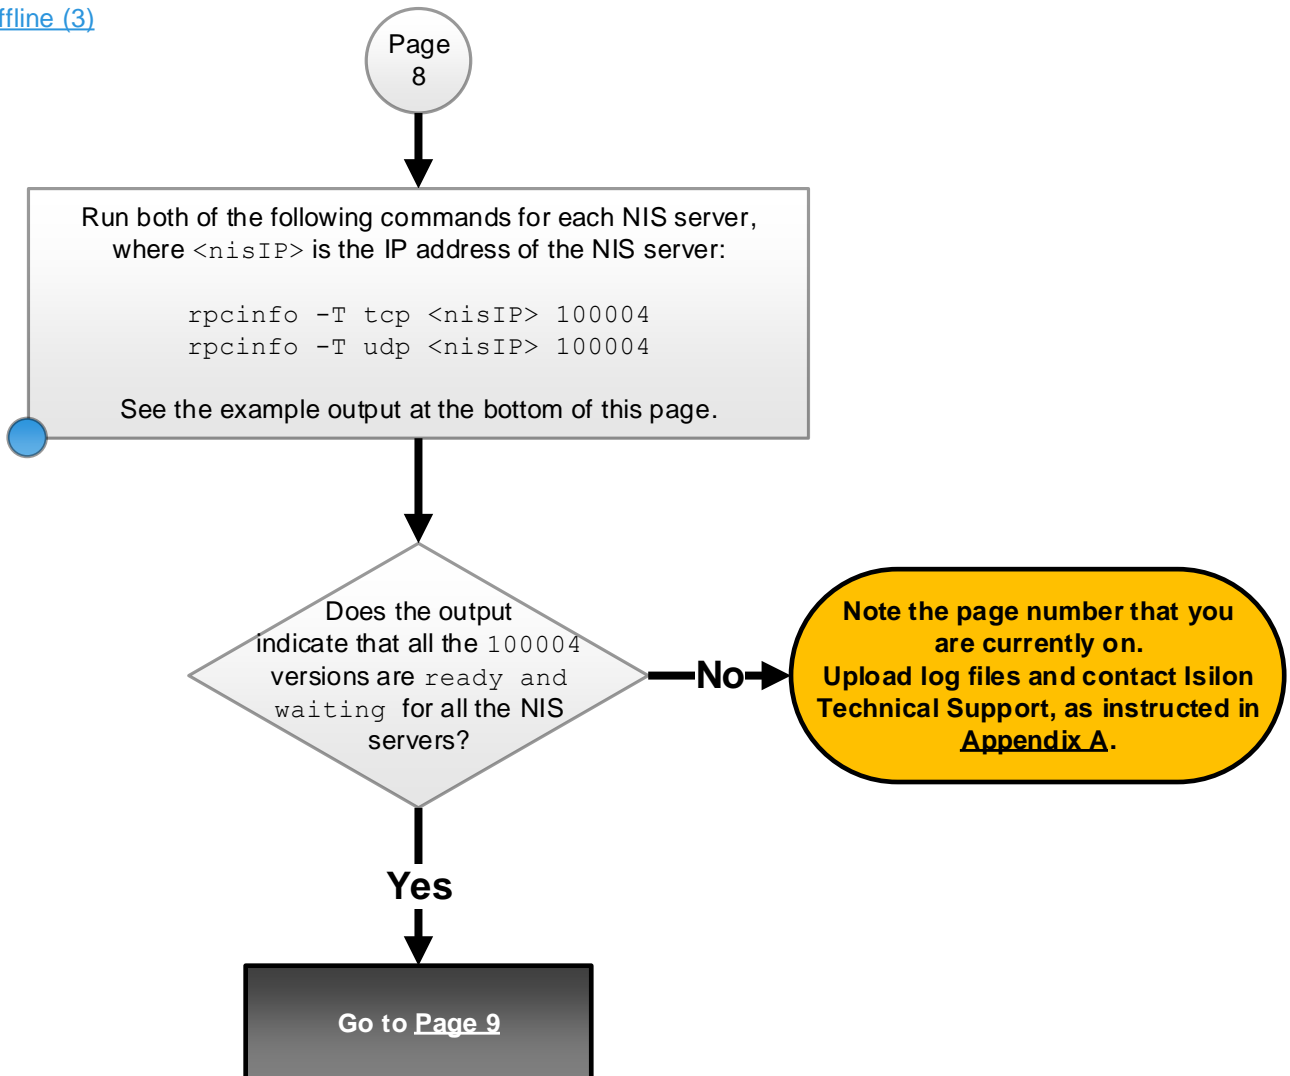 ffline (3)
Page
8
Run both of the following commands for each NIS server,
where <nisIP> is the IP address of the NIS server:
rpcinfo -T tcp <nisIP> 100004
rpcinfo -T udp <nisIP> 100004
See the example output at the bottom of this page.
Does the output
indicate that all the 100004
versions are ready and
waiting for all the NIS
servers?
No
Note the page number that you
are currently on.
Upload log files and contact Isilon
Technical Support, as instructed in
Appendix A.
Yes
Go to Page 9